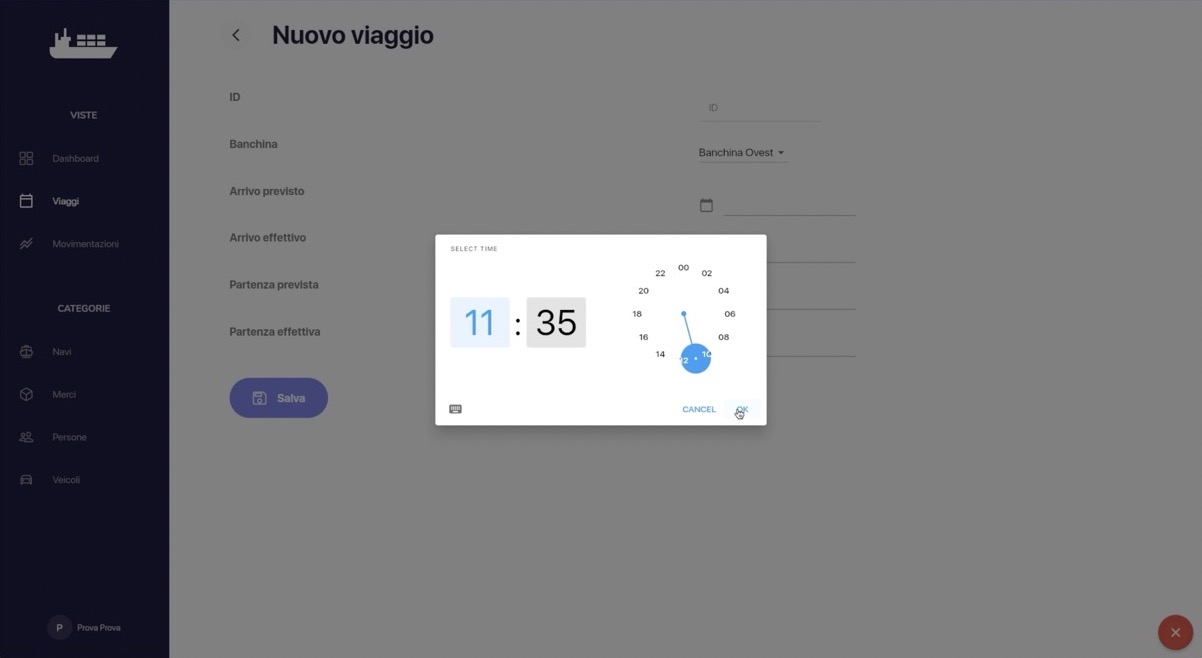 Nuovo viaggio
VISTE
Dashboard
Viaggi
Movimentazioni
CATEGORIE
Navi
Merci
Persone
Veicoli
P Prova Prova
ID
ID
Banchina
Banchina Ovest
Arrivo previsto
Arrivo effettivo
Partenza prevista
Partenza effettiva
Salva
SELECT TIME
11 : 35
00
22 02
20 04
18 06
16 08
14 12 10
CANCEL OK